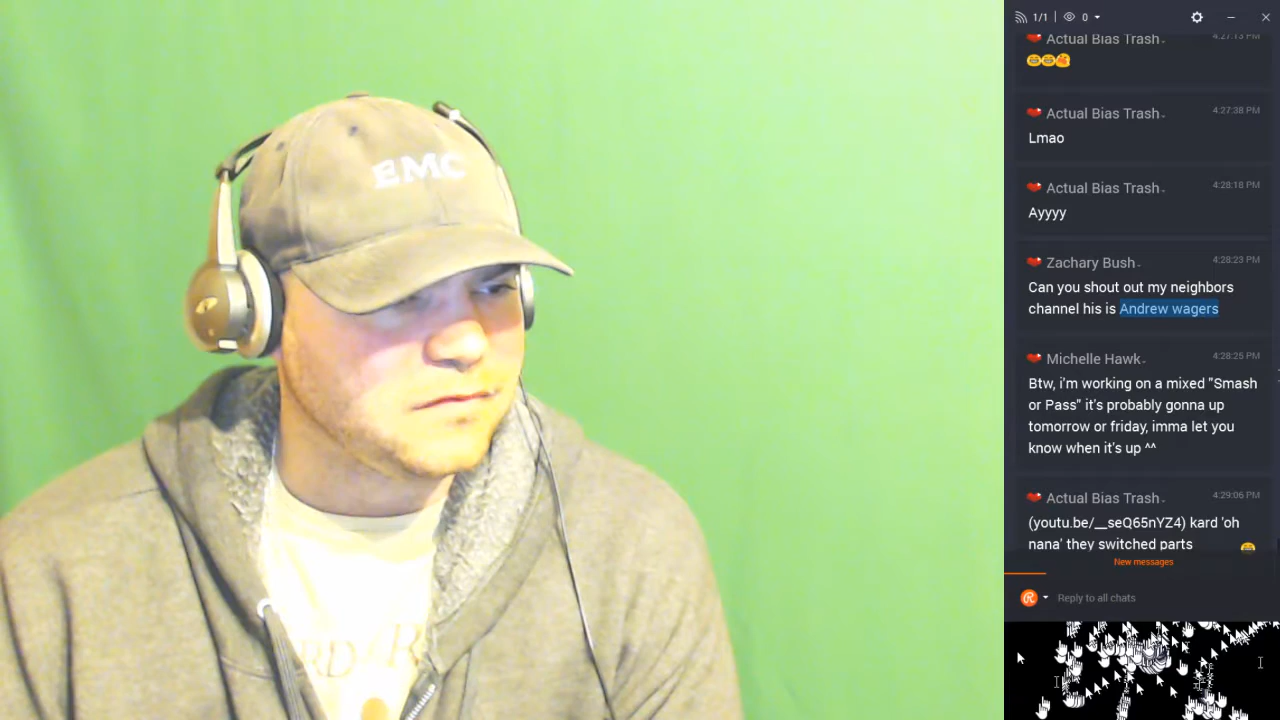 EMC
1/1
0
Actual Bias Trash
4:27:13 PM
Actual Bias Trash
4:27:38 PM
Lmao
Actual Bias Trash
4:28:18 PM
Ayyyy
Zachary Bush
4:28:23 PM
Can you shout out my neighbors
channel his is Andrew wagers
Michelle Hawk
4:28:25 PM
Btw, i'm working on a mixed "Smash
or Pass" it's probably gonna up
tomorrow or friday, imma let you
know when it's up ^^
Actual Bias Trash
4:29:06 PM
(youtu.be/__seQ65nYZ4) kard 'oh
nana' they switched parts
New messages
Reply to all chats